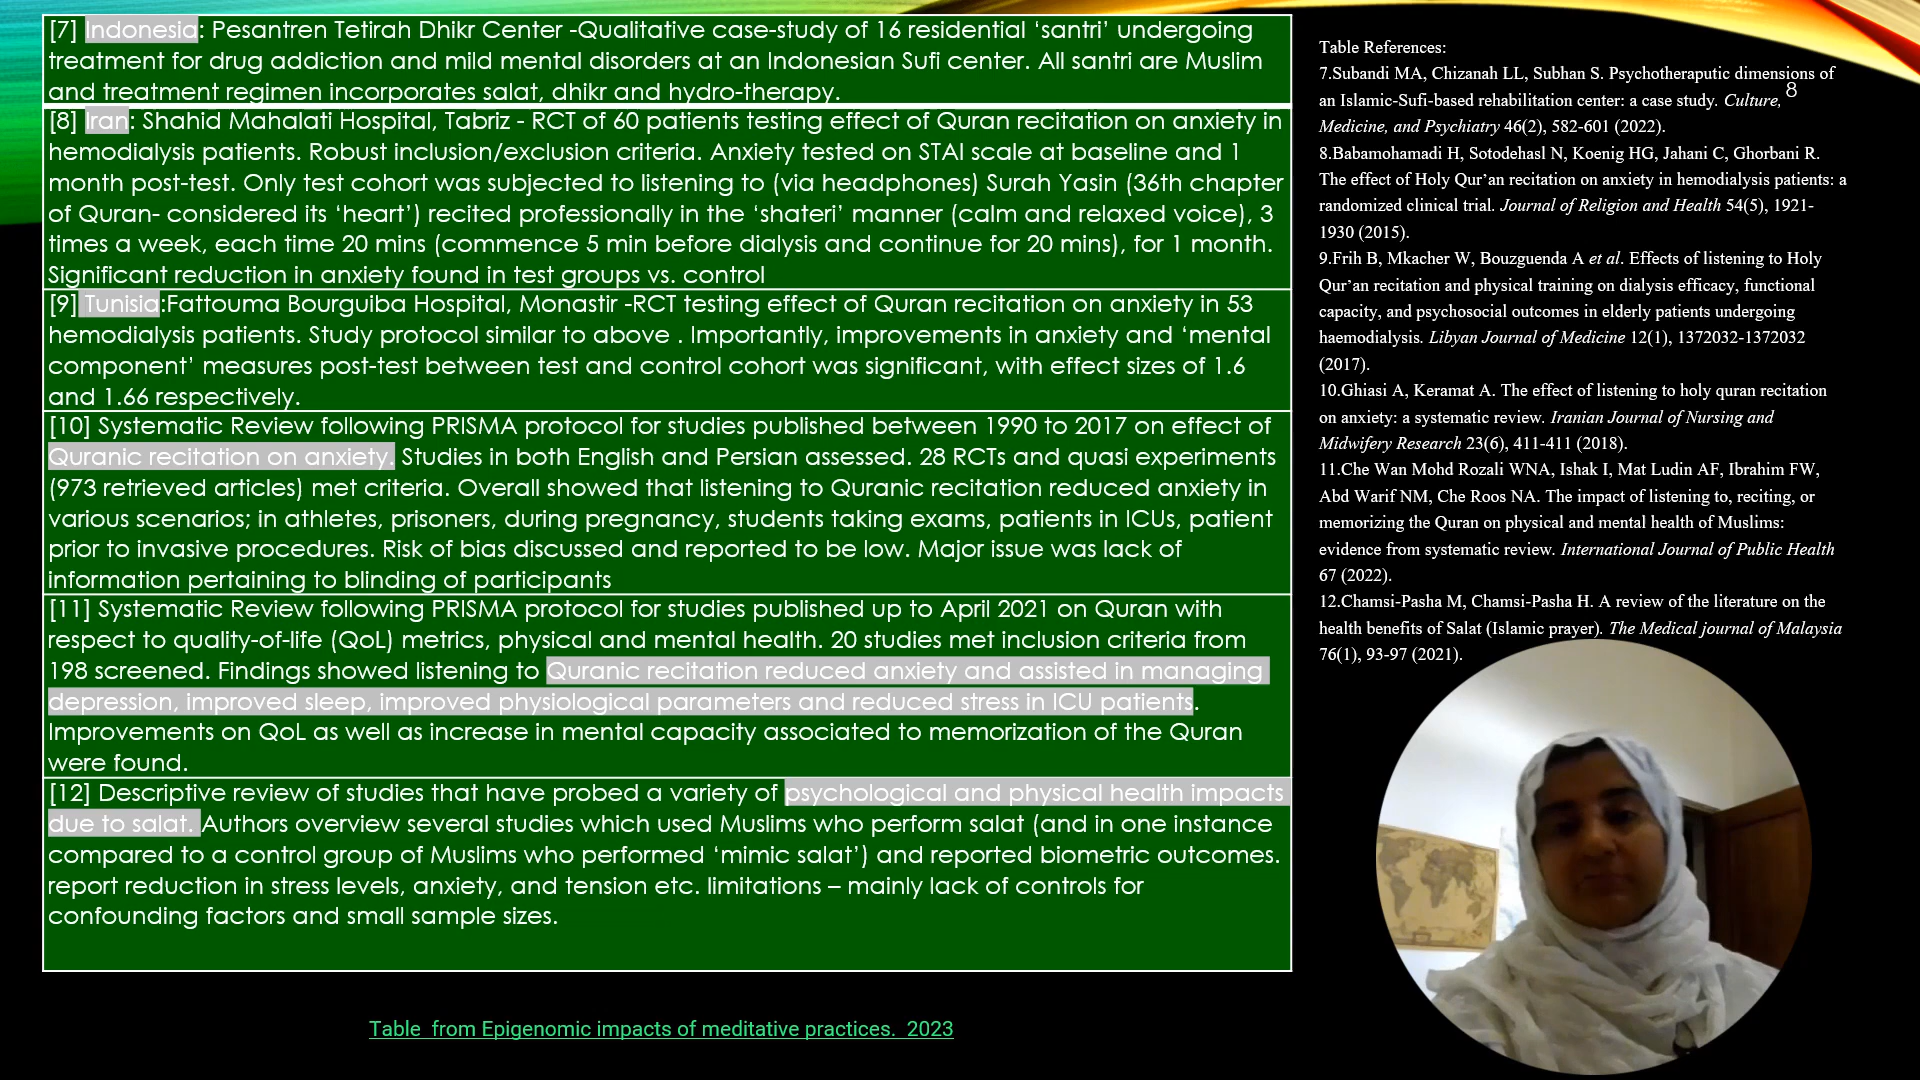 [7] Indonesia: Pesantren Tetirah Dhikr Center -Qualitative case-study of 16 residential ‘santri’ undergoing
treatment for drug addiction and mild mental disorders at an Indonesian Sufi center. All santri are Muslim
and treatment regimen incorporates salat, dhikr and hydro-therapy.
[8] Iran: Shahid Mahalati Hospital, Tabriz - RCT of 60 patients testing effect of Quran recitation on anxiety in
hemodialysis patients. Robust inclusion/exclusion criteria. Anxiety tested on STAI scale at baseline and 1
month post-test. Only test cohort was subjected to listening to (via headphones) Surah Yasin (36th chapter
of Quran- considered its ‘heart’) recited professionally in the ‘shateri’ manner (calm and relaxed voice), 3
times a week, each time 20 mins (commence 5 min before dialysis and continue for 20 mins), for 1 month.
Significant reduction in anxiety found in test groups vs. control
[9] Tunisia:Fattouma Bourguiba Hospital, Monastir -RCT testing effect of Quran recitation on anxiety in 53
hemodialysis patients. Study protocol similar to above . Importantly, improvements in anxiety and ‘mental
component’ measures post-test between test and control cohort was significant, with effect sizes of 1.6
and 1.66 respectively.
[10] Systematic Review following PRISMA protocol for studies published between 1990 to 2017 on effect of
Quranic recitation on anxiety. Studies in both English and Persian assessed. 28 RCTs and quasi experiments
(973 retrieved articles) met criteria. Overall showed that listening to Quranic recitation reduced anxiety in
various scenarios; in athletes, prisoners, during pregnancy, students taking exams, patients in ICUs, patient
prior to invasive procedures. Risk of bias discussed and reported to be low. Major issue was lack of
information pertaining to blinding of participants
[11] Systematic Review following PRISMA protocol for studies published up to April 2021 on Quran with
respect to quality-of-life (QoL) metrics, physical and mental health. 20 studies met inclusion criteria from
198 screened. Findings showed listening to Quranic recitation reduced anxiety and assisted in managing
depression, improved sleep, improved physiological parameters and reduced stress in ICU patients.
Improvements on QoL as well as increase in mental capacity associated to memorization of the Quran
were found.
[12] Descriptive review of studies that have probed a variety of psychological and physical health impacts
due to salat. Authors overview several studies which used Muslims who perform salat (and in one instance
compared to a control group of Muslims who performed ‘mimic salat’) and reported biometric outcomes.
report reduction in stress levels, anxiety, and tension etc. limitations – mainly lack of controls for
confounding factors and small sample sizes.
Table from Epigenomic impacts of meditative practices. 2023
Table References:
7.Subandi MA, Chizanah LL, Subhan S. Psychotheraputic dimensions of
an Islamic-Sufi-based rehabilitation center: a case study. Culture,
8
Medicine, and Psychiatry 46(2), 582-601 (2022).
8.Babamohamadi H, Sotodehasl N, Koenig HG, Jahani C, Ghorbani R.
The effect of Holy Qur’an recitation on anxiety in hemodialysis patients: a
randomized clinical trial. Journal of Religion and Health 54(5), 1921-
1930 (2015).
9.Frih B, Mkacher W, Bouzguenda A et al. Effects of listening to Holy
Qur’an recitation and physical training on dialysis efficacy, functional
capacity, and psychosocial outcomes in elderly patients undergoing
haemodialysis. Libyan Journal of Medicine 12(1), 1372032-1372032
(2017).
10.Ghiasi A, Keramat A. The effect of listening to holy quran recitation
on anxiety: a systematic review. Iranian Journal of Nursing and
Midwifery Research 23(6), 411-411 (2018).
11.Che Wan Mohd Rozali WNA, Ishak I, Mat Ludin AF, Ibrahim FW,
Abd Warif NM, Che Roos NA. The impact of listening to, reciting, or
memorizing the Quran on physical and mental health of Muslims:
evidence from systematic review. International Journal of Public Health
67 (2022).
12.Chamsi-Pasha M, Chamsi-Pasha H. A review of the literature on the
health benefits of Salat (Islamic prayer). The Medical journal of Malaysia
76(1), 93-97 (2021).